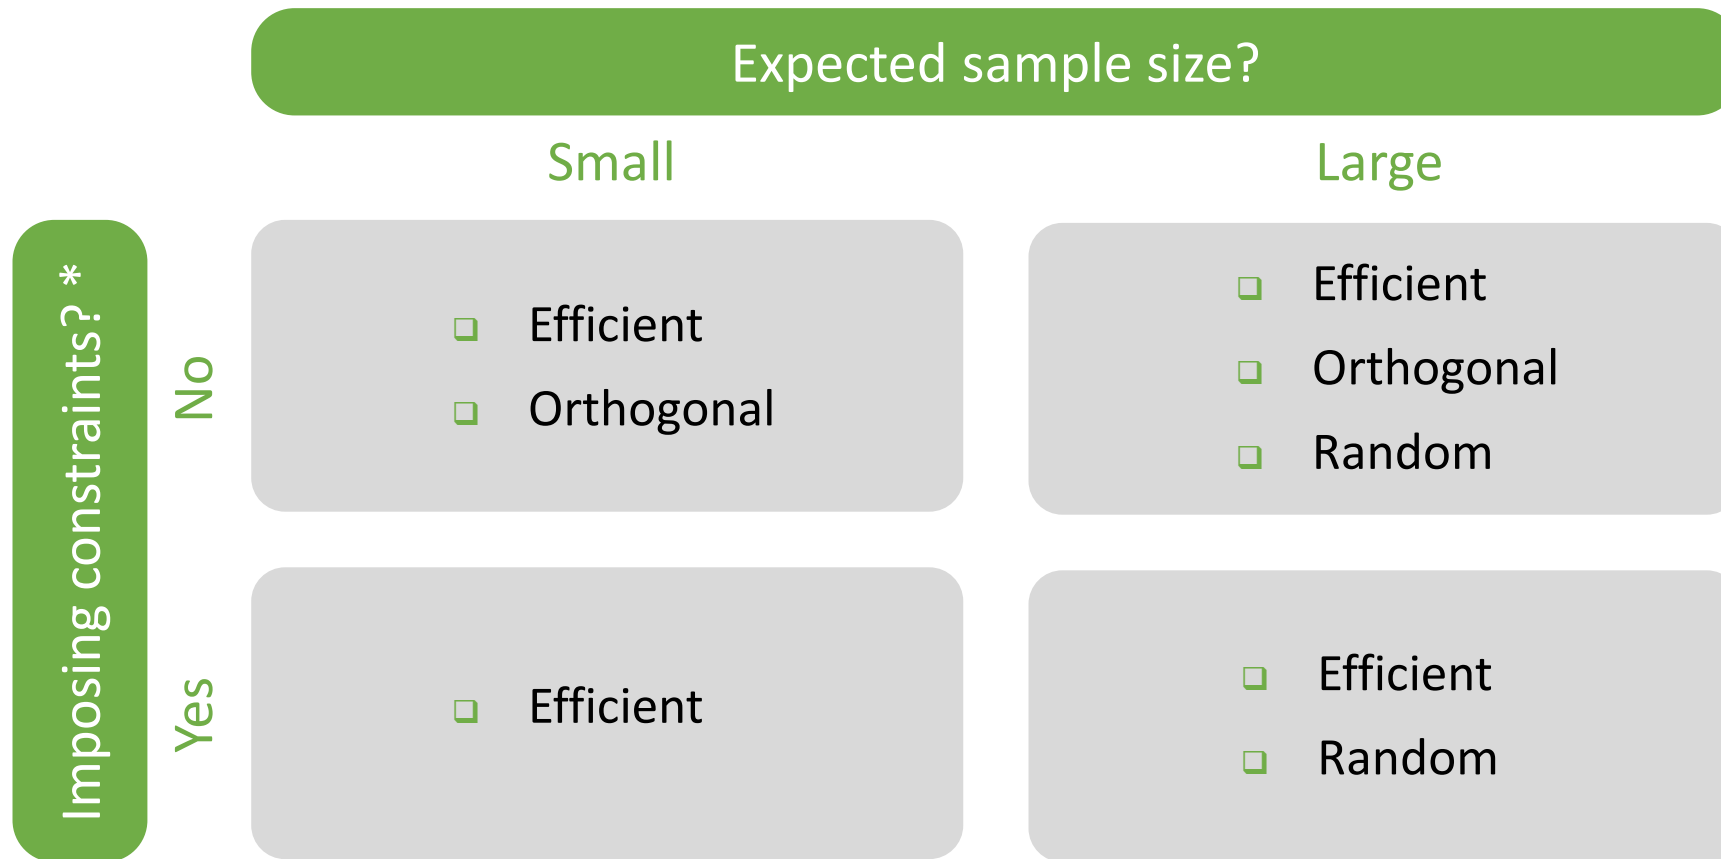 Expected sample size?
Small
Large
Imposing constraints? *
No
❑ Efficient
❑ Orthogonal
❑ Efficient
❑ Orthogonal
❑ Random
Yes
❑ Efficient
❑ Efficient
❑ Random